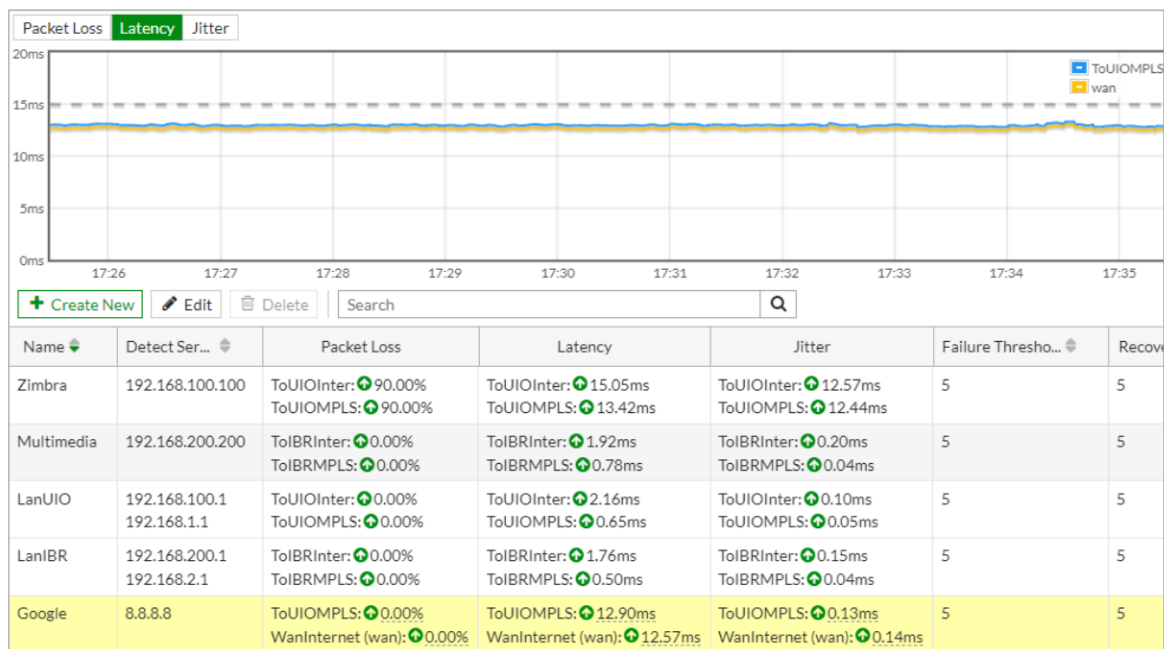 Packet Loss Latency Jitter
20ms
ToUIOMPLS
wan
15ms
10ms
5ms
0ms
17:26 17:27 17:28 17:29 17:30 17:31 17:32 17:33 17:34 17:35
+ Create New Edit Delete Search
Name Detect Ser... Packet Loss Latency Jitter Failure Thresho... Recove
Zimbra 192.168.100.100 ToUIOInter: 90.00% ToUIOInter: 15.05ms ToUIOInter: 12.57ms 5 5
ToUIOMPLS: 90.00% ToUIOMPLS: 13.42ms ToUIOMPLS: 12.44ms
Multimedia 192.168.200.200 ToIBRInter: 0.00% ToIBRInter: 1.92ms ToIBRInter: 0.20ms 5 5
ToIBRMPLS: 0.00% ToIBRMPLS: 0.78ms ToIBRMPLS: 0.04ms
LanUIO 192.168.100.1 ToUIOInter: 0.00% ToUIOInter: 2.16ms ToUIOInter: 0.10ms 5 5
192.168.1.1 ToUIOMPLS: 0.00% ToUIOMPLS: 0.65ms ToUIOMPLS: 0.05ms
LanIBR 192.168.200.1 ToIBRInter: 0.00% ToIBRInter: 1.76ms ToIBRInter: 0.15ms 5 5
192.168.2.1 ToIBRMPLS: 0.00% ToIBRMPLS: 0.50ms ToIBRMPLS: 0.04ms
Google 8.8.8.8 ToUIOMPLS: 0.00% ToUIOMPLS: 12.90ms ToUIOMPLS: 0.13ms 5 5
WanInternet (wan): 0.00% WanInternet (wan): 12.57ms WanInternet (wan): 0.14ms